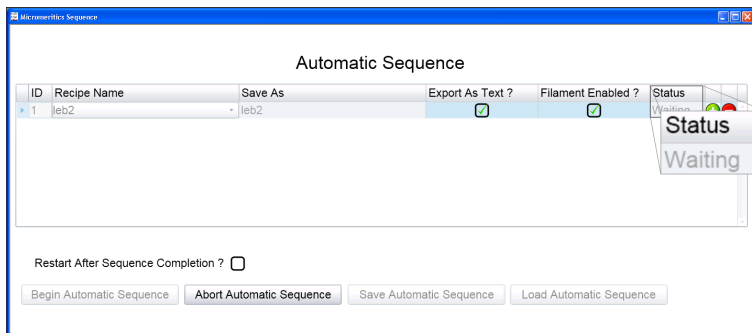 Micromeritics Sequence
Automatic Sequence
ID Recipe Name Save As Export As Text ? Filament Enabled ? Status
1 leb2 leb2 Waiting
Status
Waiting
Restart After Sequence Completion ?
Begin Automatic Sequence Abort Automatic Sequence Save Automatic Sequence Load Automatic Sequence